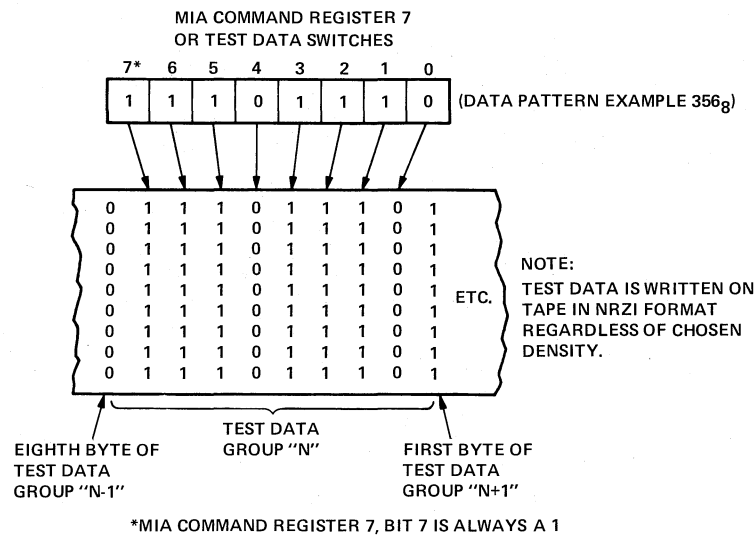 MIA COMMAND REGISTER 7
OR TEST DATA SWITCHES
7* 6 5 4 3 2 1 0
1 1 1 0 1 1 1 0 (DATA PATTERN EXAMPLE 356₈)
0 1 1 1 0 1 1 1 0 1
0 1 1 1 0 1 1 1 0 1
0 1 1 1 0 1 1 1 0 1
0 1 1 1 0 1 1 1 0 1
0 1 1 1 0 1 1 1 0 1
0 1 1 1 0 1 1 1 0 1
0 1 1 1 0 1 1 1 0 1
0 1 1 1 0 1 1 1 0 1
0 1 1 1 0 1 1 1 0 1
ETC.
NOTE:
TEST DATA IS WRITTEN ON
TAPE IN NRZI FORMAT
REGARDLESS OF CHOSEN
DENSITY.
EIGHTH BYTE OF
TEST DATA
GROUP "N-1"
TEST DATA
GROUP "N"
FIRST BYTE OF
TEST DATA
GROUP "N+1"
*MIA COMMAND REGISTER 7, BIT 7 IS ALWAYS A 1